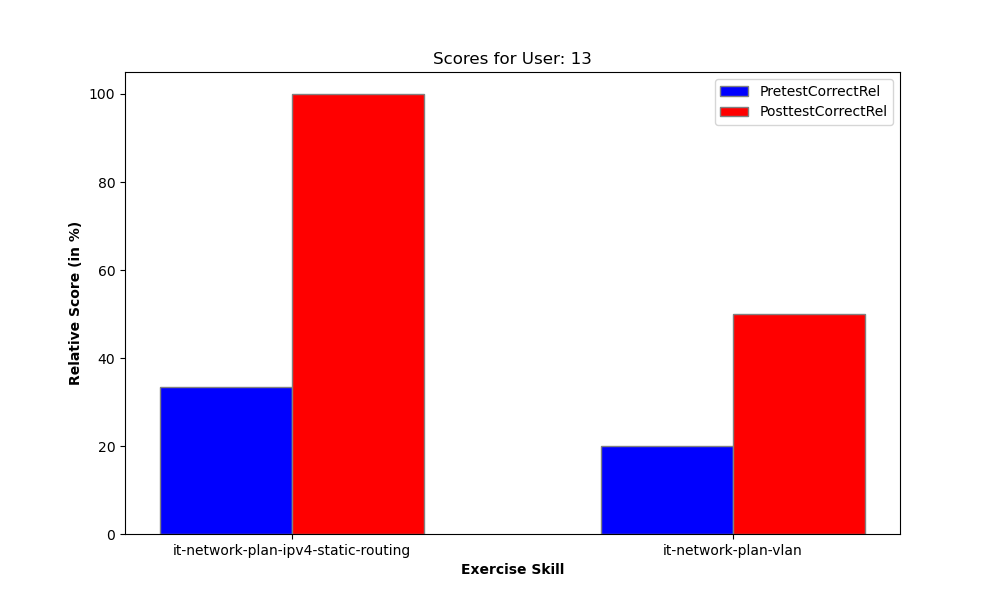 Scores for User: 13
PretestCorrectRel
PosttestCorrectRel
Relative Score (in %)
100
80
60
40
20
0
it-network-plan-ipv4-static-routing
it-network-plan-vlan
Exercise Skill